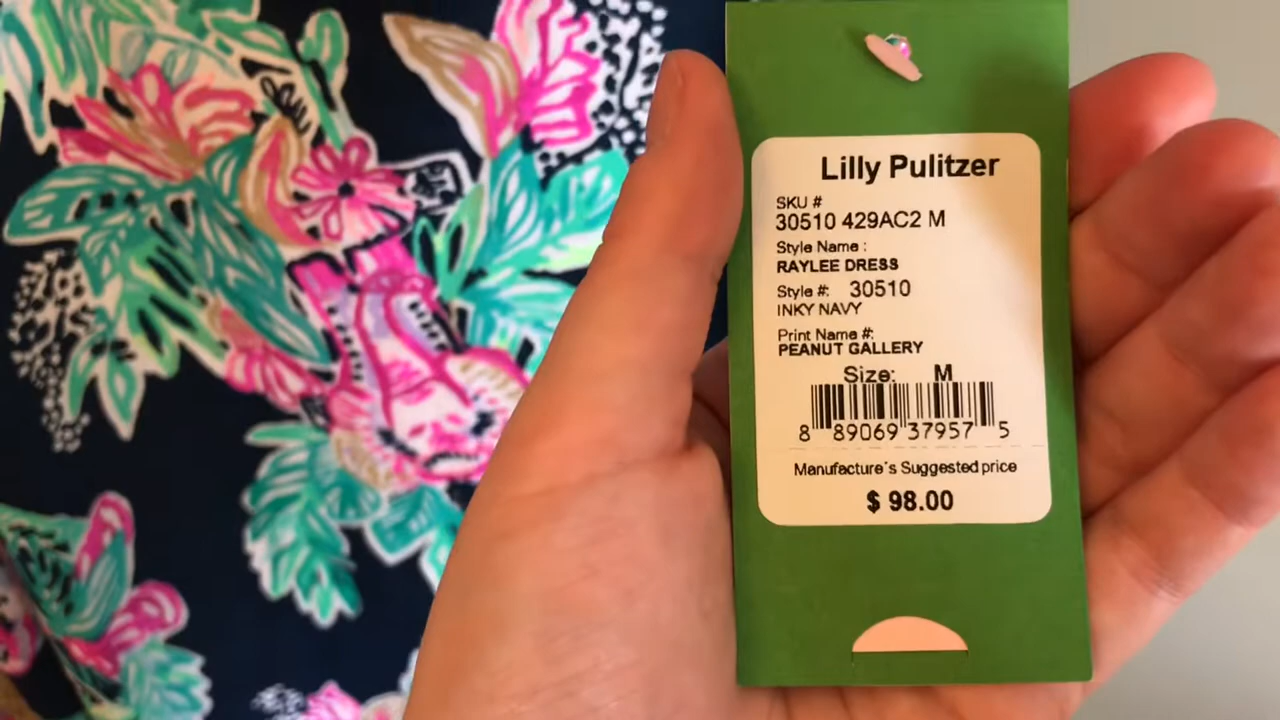 Lilly Pulitzer
SKU #
30510 429AC2 M
Style Name :
RAYLEE DRESS
Style #: 30510
INKY NAVY
Print Name #:
PEANUT GALLERY
Size: M
8 89069 37957 5
Manufacture's Suggested price
$ 98.00